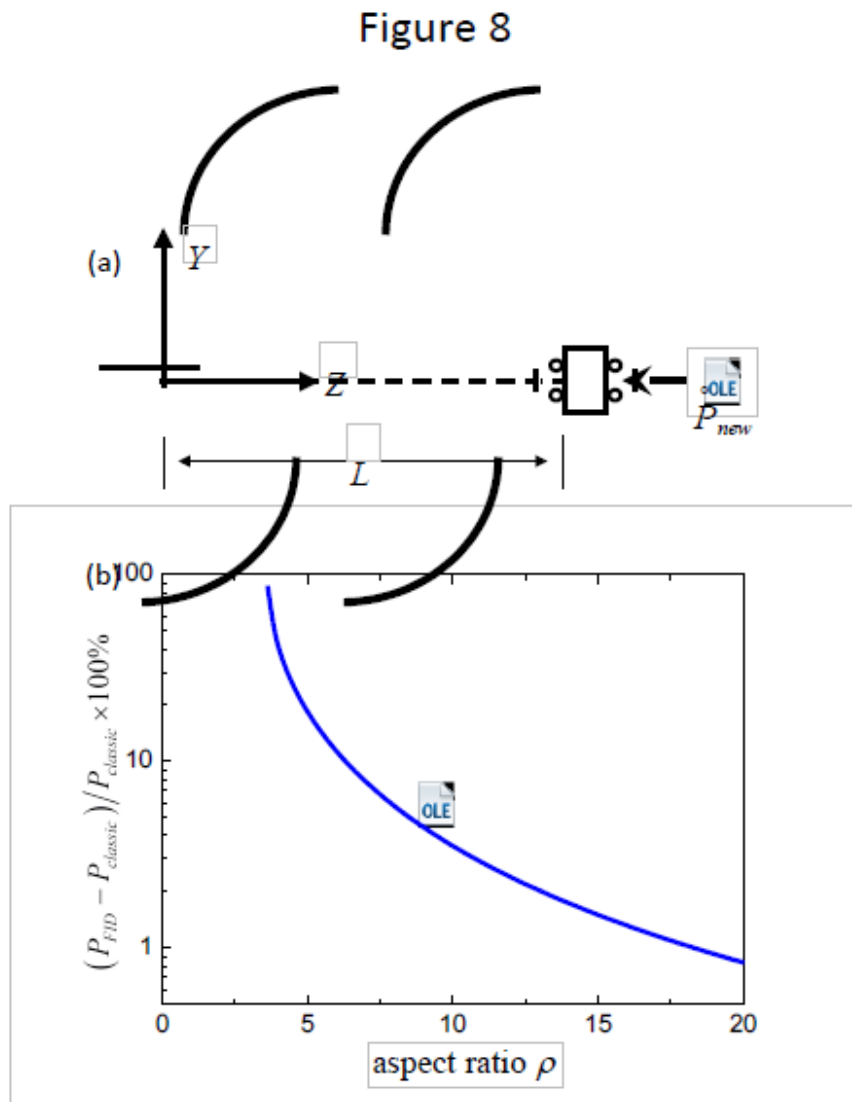 Figure 8
(a)
Y
Z
OLE
P_new
L
(b)
100
10
1
(P_FID − P_classic)/P_classic ×100%
0 5 10 15 20
OLE
aspect ratio ρ